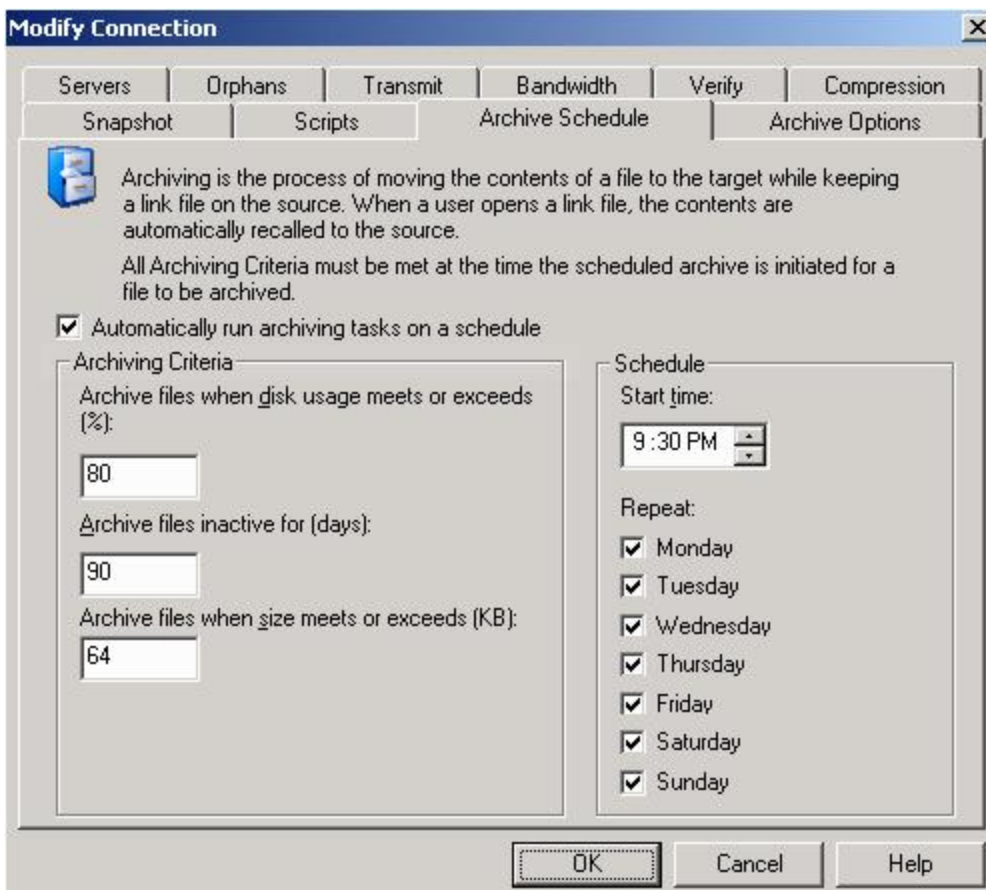 Modify Connection
Servers
Orphans
Transmit
Bandwidth
Verify
Compression
Snapshot
Scripts
Archive Schedule
Archive Options
Archiving is the process of moving the contents of a file to the target while keeping
a link file on the source. When a user opens a link file, the contents are
automatically recalled to the source.
All Archiving Criteria must be met at the time the scheduled archive is initiated for a
file to be archived.
Automatically run archiving tasks on a schedule
Archiving Criteria
Archive files when disk usage meets or exceeds
(%):
80
Archive files inactive for (days):
90
Archive files when size meets or exceeds (KB):
64
Schedule
Start time:
9:30 PM
Repeat:
Monday
Tuesday
Wednesday
Thursday
Friday
Saturday
Sunday
OK
Cancel
Help